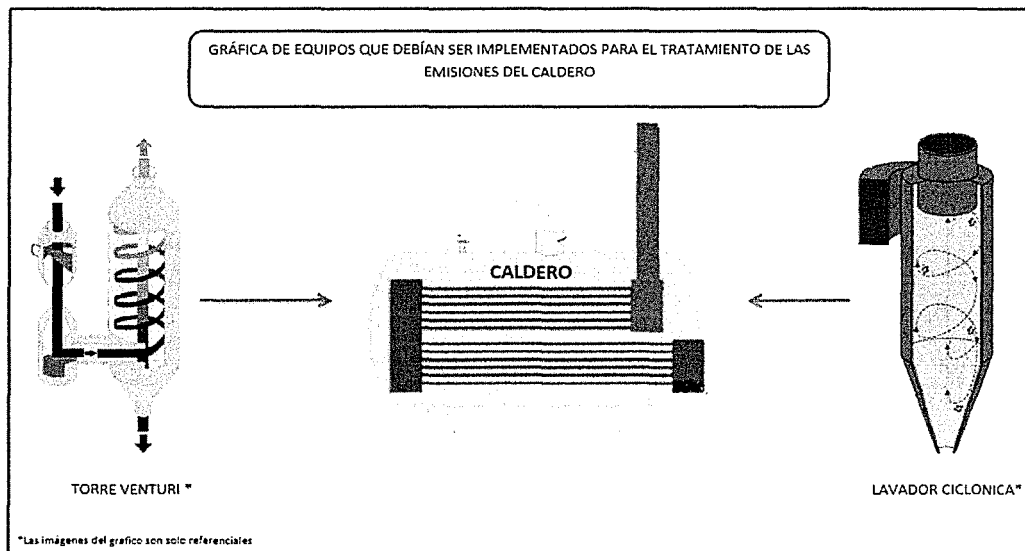 GRÁFICA DE EQUIPOS QUE DEBÍAN SER IMPLEMENTADOS PARA EL TRATAMIENTO DE LAS
EMISIONES DEL CALDERO
CALDERO
TORRE VENTURI *
LAVADOR CICLONICA*
*Las imágenes del grafico son solo referenciales